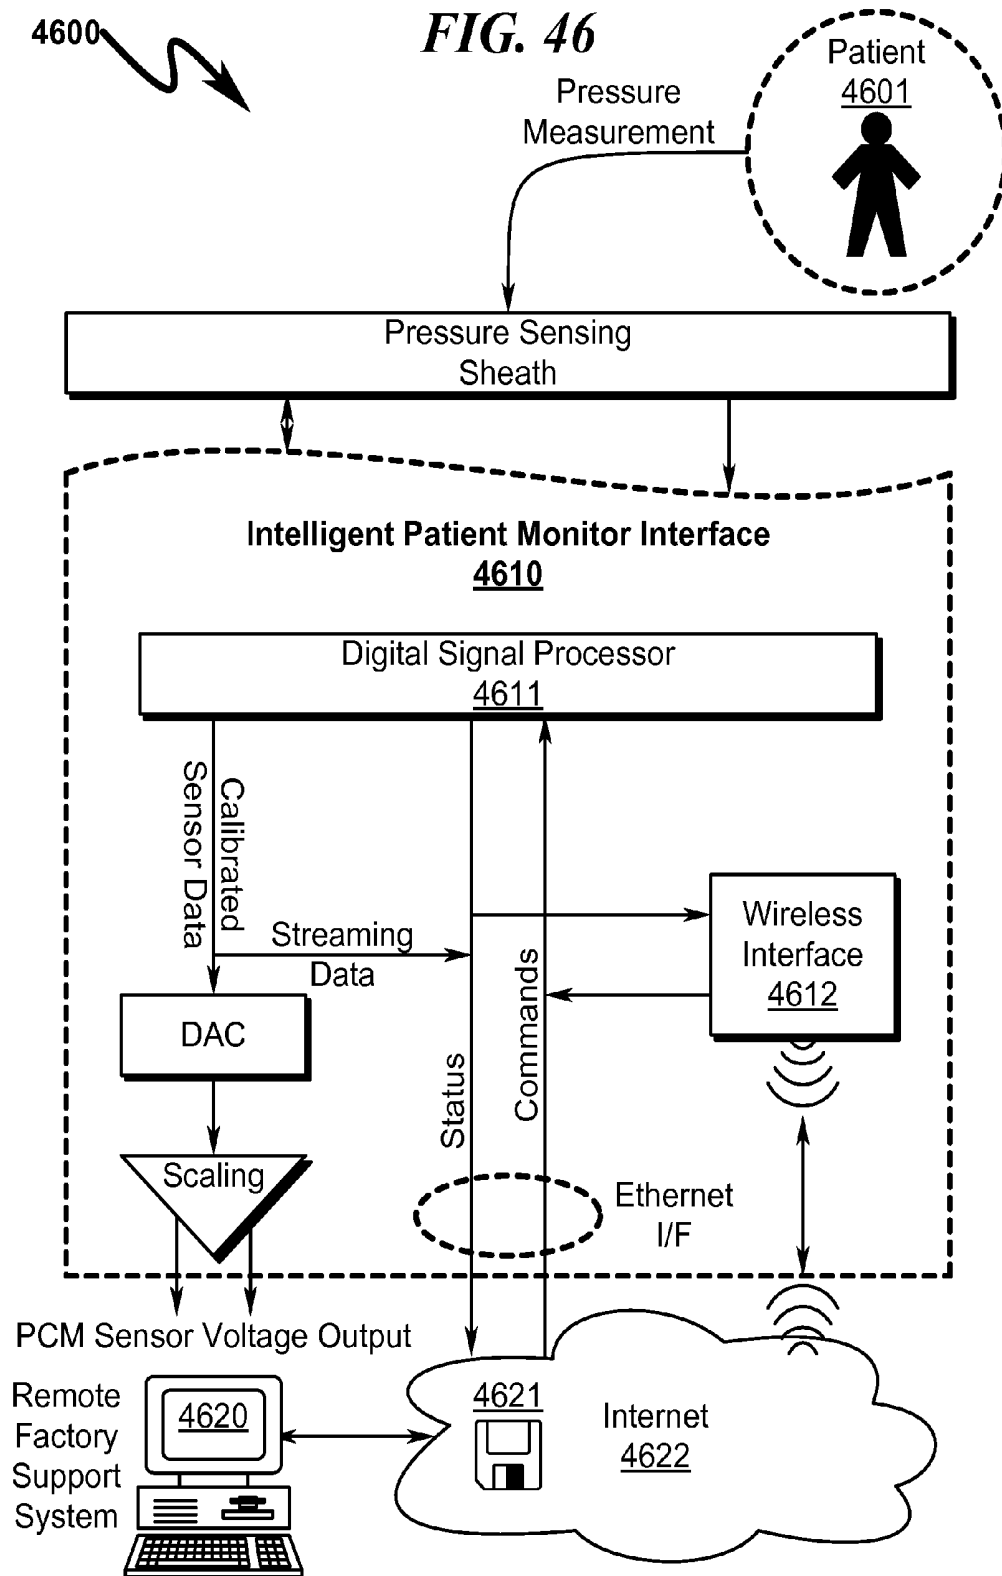 4600
FIG. 46
Patient
4601
Pressure
Measurement
Pressure Sensing
Sheath
Intelligent Patient Monitor Interface
4610
Digital Signal Processor
4611
Calibrated
Sensor Data
Streaming
Data
Wireless
Interface
4612
DAC
Status
Commands
Scaling
Ethernet
I/F
PCM Sensor Voltage Output
Remote
Factory
Support
System
4620
4621
Internet
4622